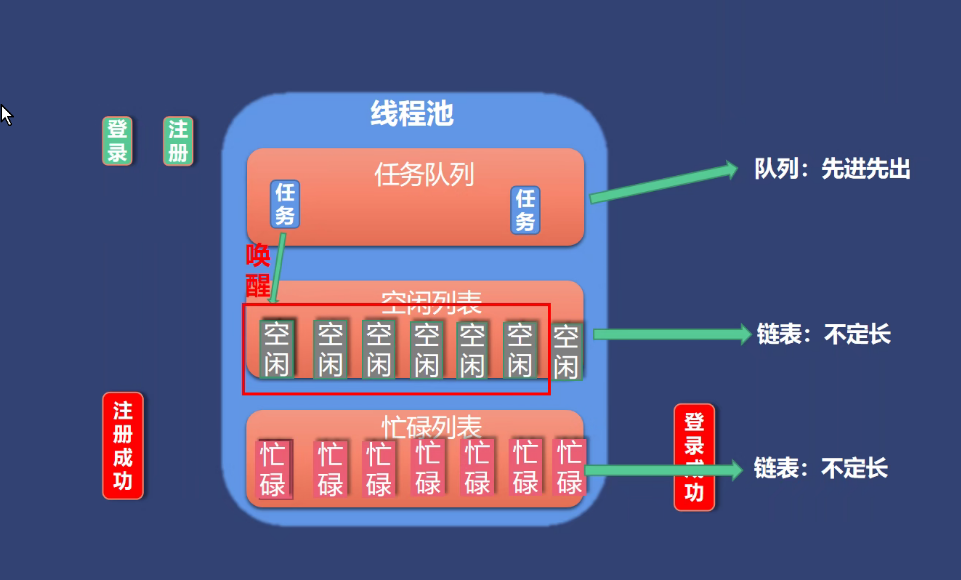 线程池
登录
注册
任务队列
任务
任务
队列：先进先出
唤醒
空闲列表
空闲
空闲
空闲
空闲
空闲
空闲
空闲
链表：不定长
注册成功
忙碌列表
忙碌
忙碌
忙碌
忙碌
忙碌
忙碌
忙碌
登录成功
链表：不定长